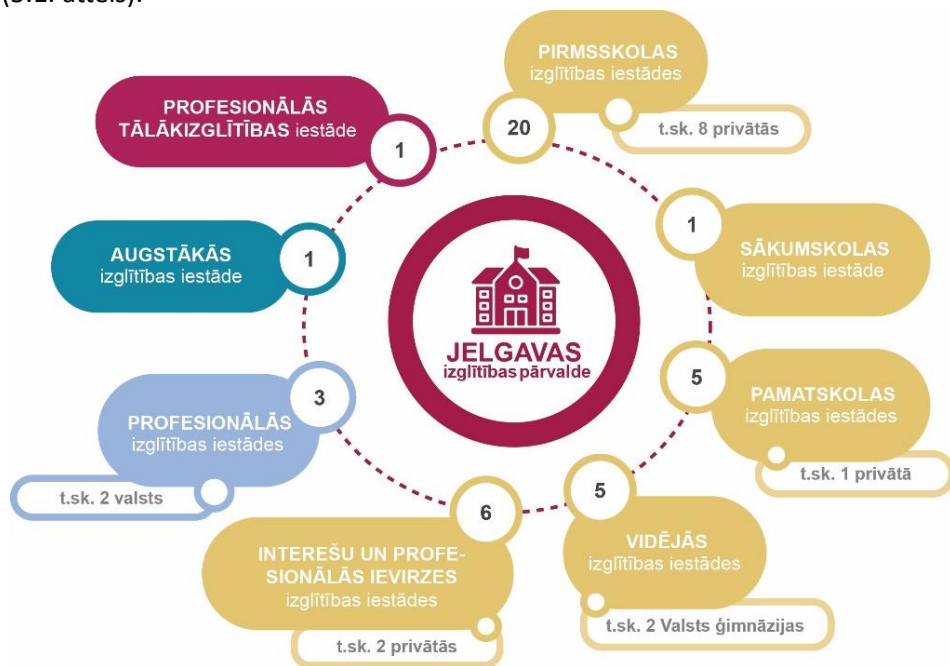 (3.1. attēls).
PIRMSSKOLAS
izglītības iestādes
20
t.sk. 8 privātās
PROFESIONĀLĀS
TĀLĀKIZGLĪTĪBAS iestāde
1
1
SĀKUMSKOLAS
izglītības iestāde
AUGSTĀKĀS
izglītības iestāde
1
JELGAVAS
izglītības pārvalde
5
PAMATSKOLAS
izglītības iestādes
t.sk. 1 privātā
3
PROFESIONĀLĀS
izglītības iestādes
t.sk. 2 valsts
6
INTEREŠU UN PROFE-
SIONĀLĀS IEVIRZES
izglītības iestādes
t.sk. 2 privātās
5
VIDĒJĀS
izglītības iestādes
t.sk. 2 Valsts ģimnāzijas